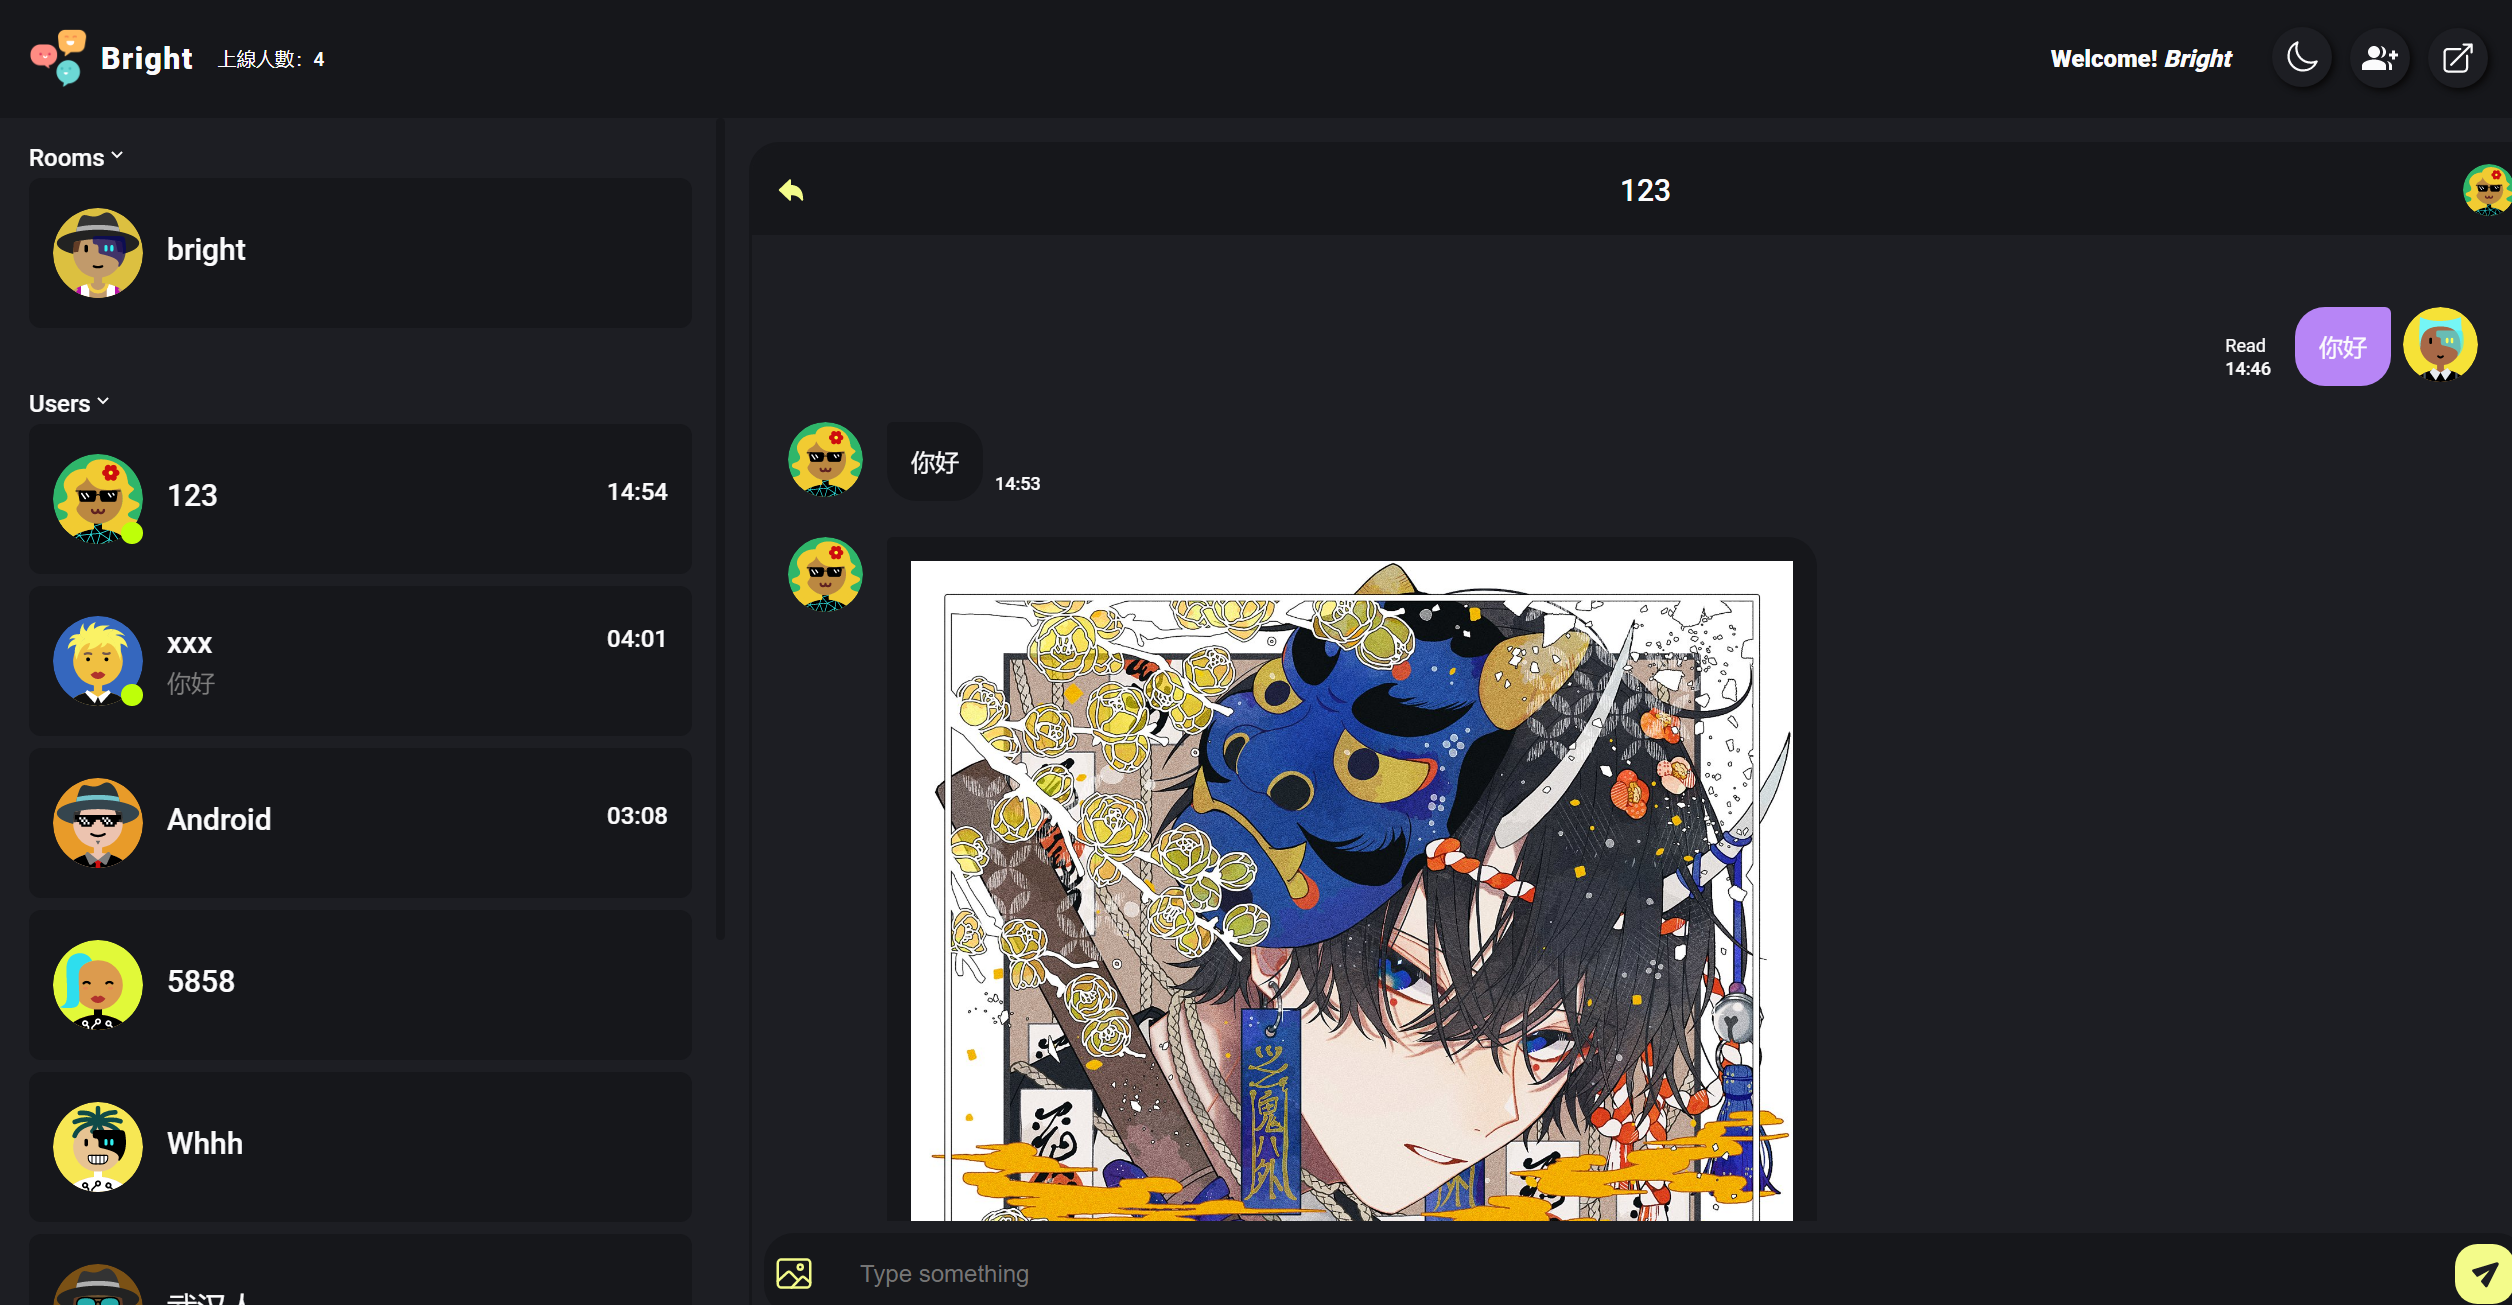 Bright 上線人數: 4
Welcome! Bright
Rooms
bright
Users
123 14:54
xxx 04:01
你好
Android 03:08
5858
Whhh
123
Read
14:46
你好
你好
14:53
Type something